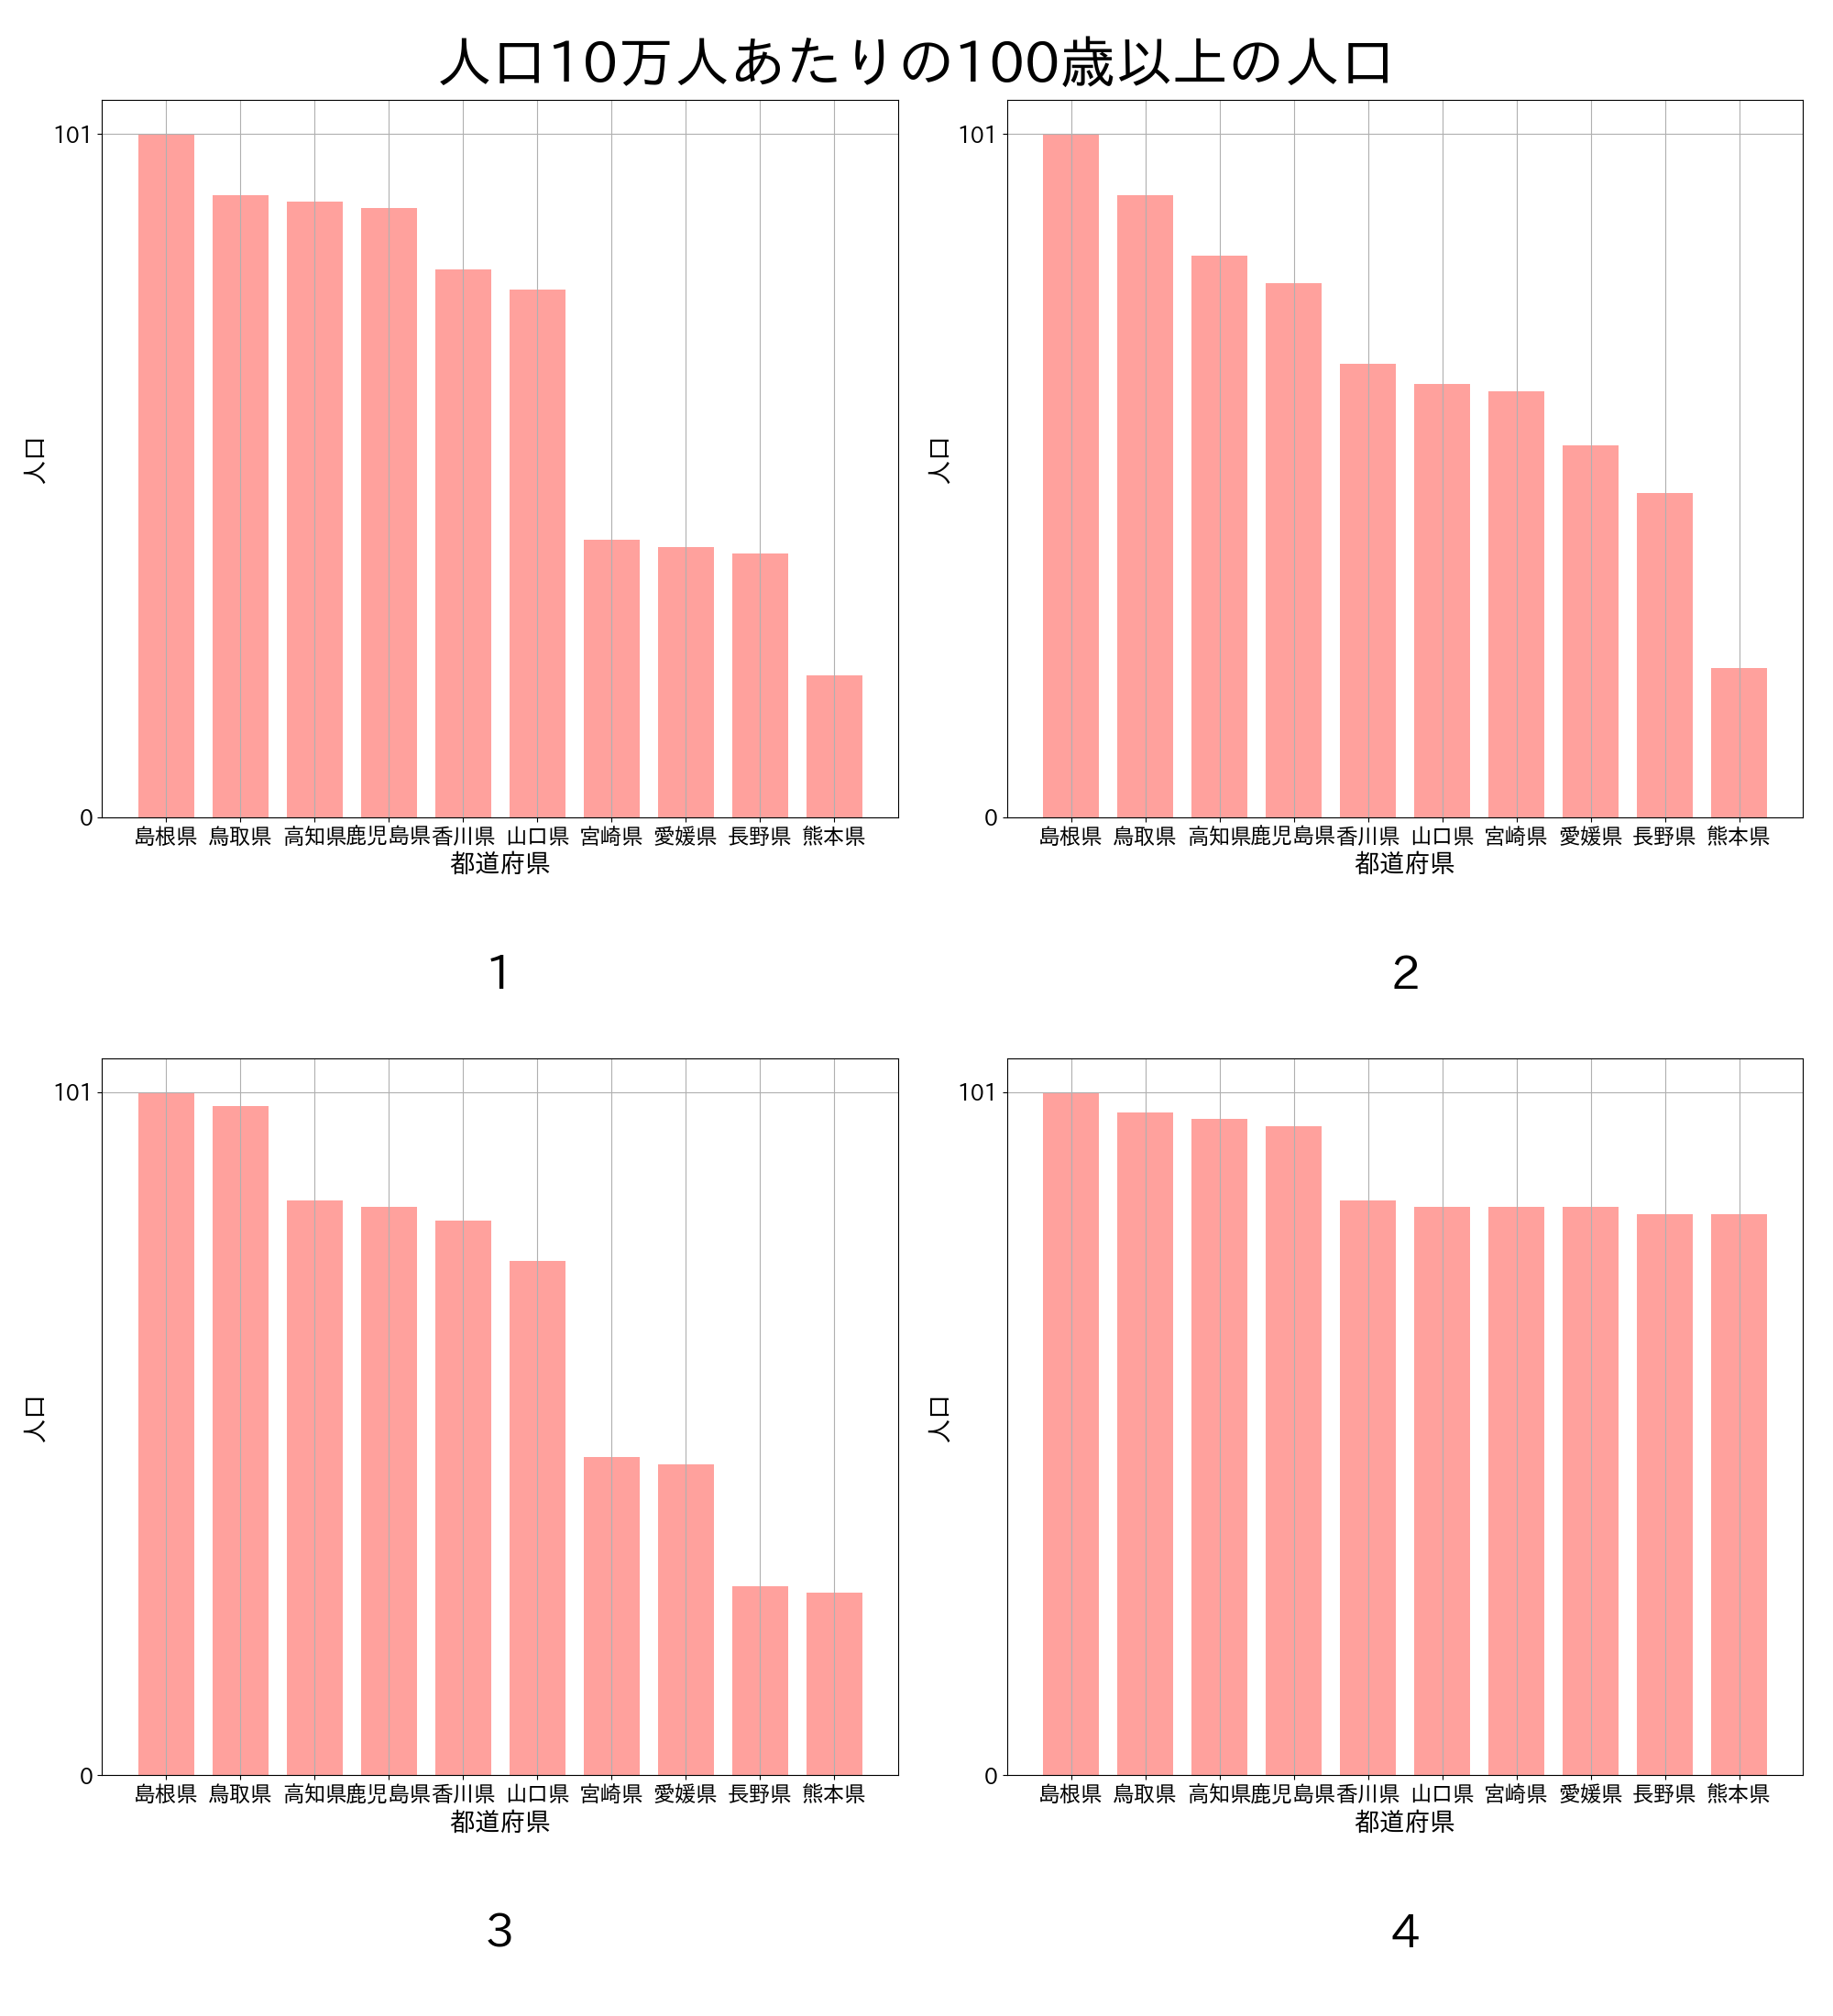 人口10万人あたりの100歳以上の人口
101
0
人口
島根県 鳥取県 高知県 鹿児島県 香川県 山口県 宮崎県 愛媛県 長野県 熊本県
都道府県
1
101
0
人口
島根県 鳥取県 高知県 鹿児島県 香川県 山口県 宮崎県 愛媛県 長野県 熊本県
都道府県
2
101
0
人口
島根県 鳥取県 高知県 鹿児島県 香川県 山口県 宮崎県 愛媛県 長野県 熊本県
都道府県
3
101
0
人口
島根県 鳥取県 高知県 鹿児島県 香川県 山口県 宮崎県 愛媛県 長野県 熊本県
都道府県
4